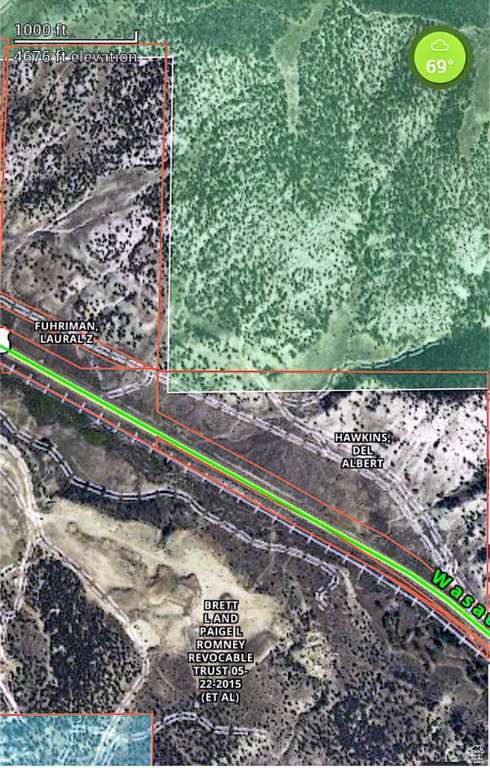 1000 ft
4676 ft elevation
69°
FUHRIMAN,
LAURAL Z
HAWKINS,
DEL
ALBERT
Wasat
BRETT
L AND
PAIGE L
ROMNEY
REVOCABLE
TRUST 05-
22-2015
(ET AL)